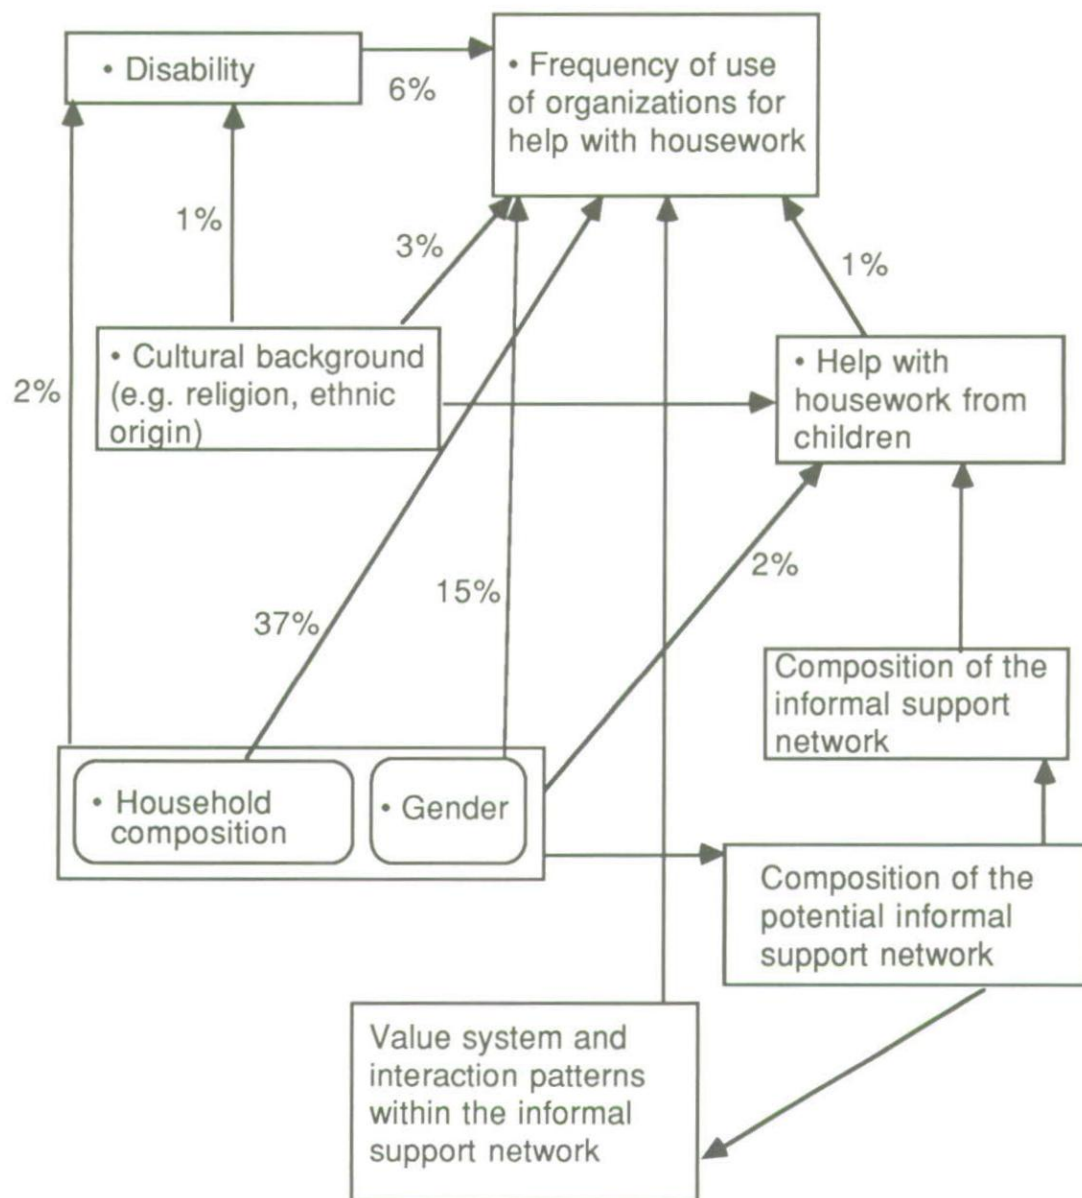 • Disability
6%
• Frequency of use
of organizations for
help with housework
1%
3%
1%
2%
• Cultural background
(e.g. religion, ethnic
origin)
• Help with
housework from
children
37%
15%
2%
Composition of the
informal support
network
• Household
composition
• Gender
Composition of the
potential informal
support network
Value system and
interaction patterns
within the informal
support network